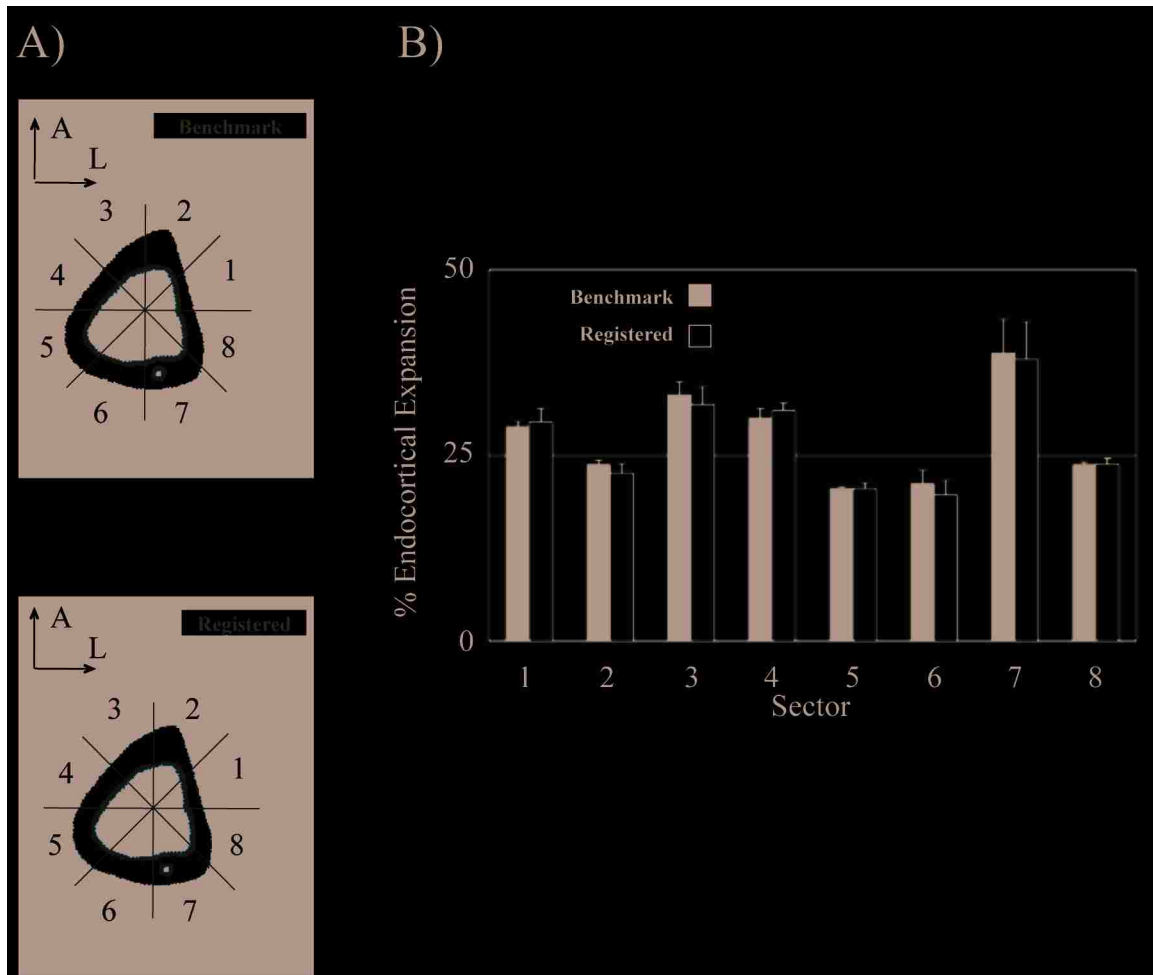 A)
Benchmark
A
L
3
2
4
1
5
8
6
7
Registered
A
L
3
2
4
1
5
8
6
7
B)
% Endocortical Expansion
50
25
0
Benchmark
Registered
1 2 3 4 5 6 7 8
Sector